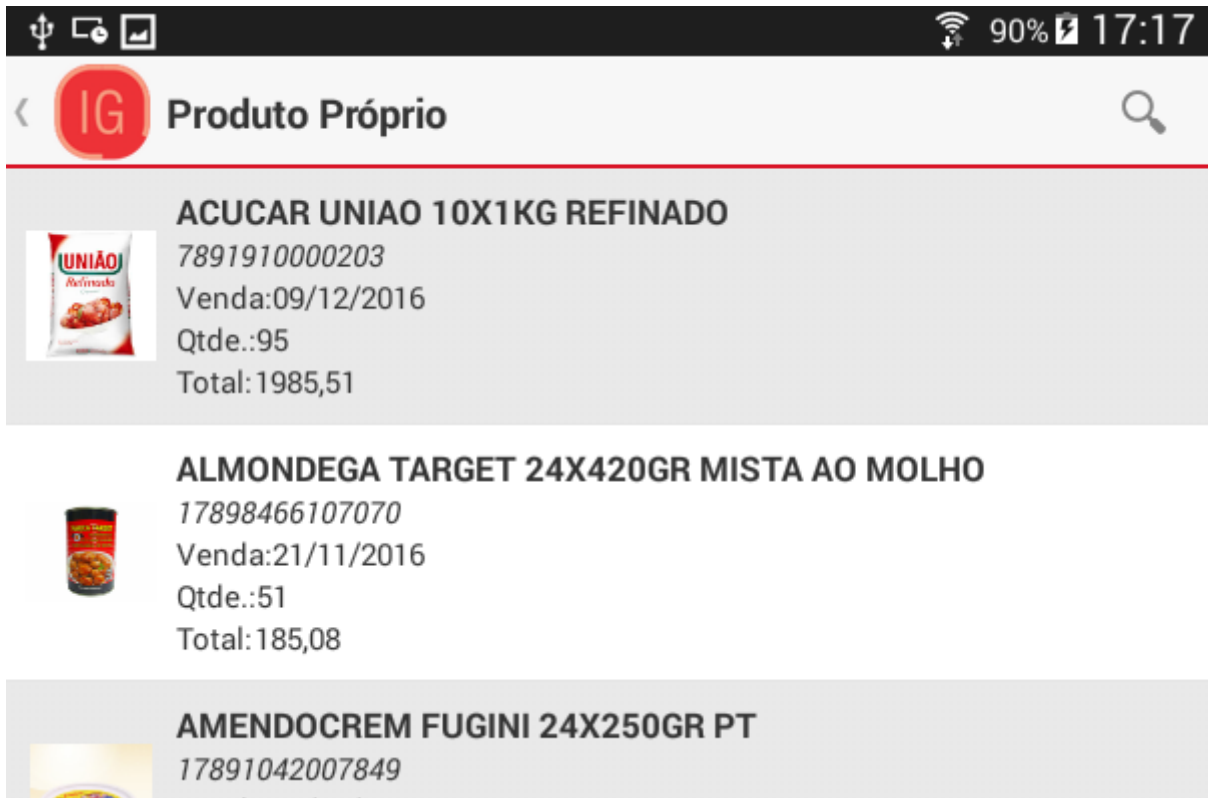 90% 17:17
IG Produto Próprio
ACUCAR UNIAO 10X1KG REFINADO
7891910000203
Venda:09/12/2016
Qtde.:95
Total:1985,51
UNIÃO
Refinado
ALMONDEGA TARGET 24X420GR MISTA AO MOLHO
17898466107070
Venda:21/11/2016
Qtde.:51
Total:185,08
AMENDOCREM FUGINI 24X250GR PT
17891042007849